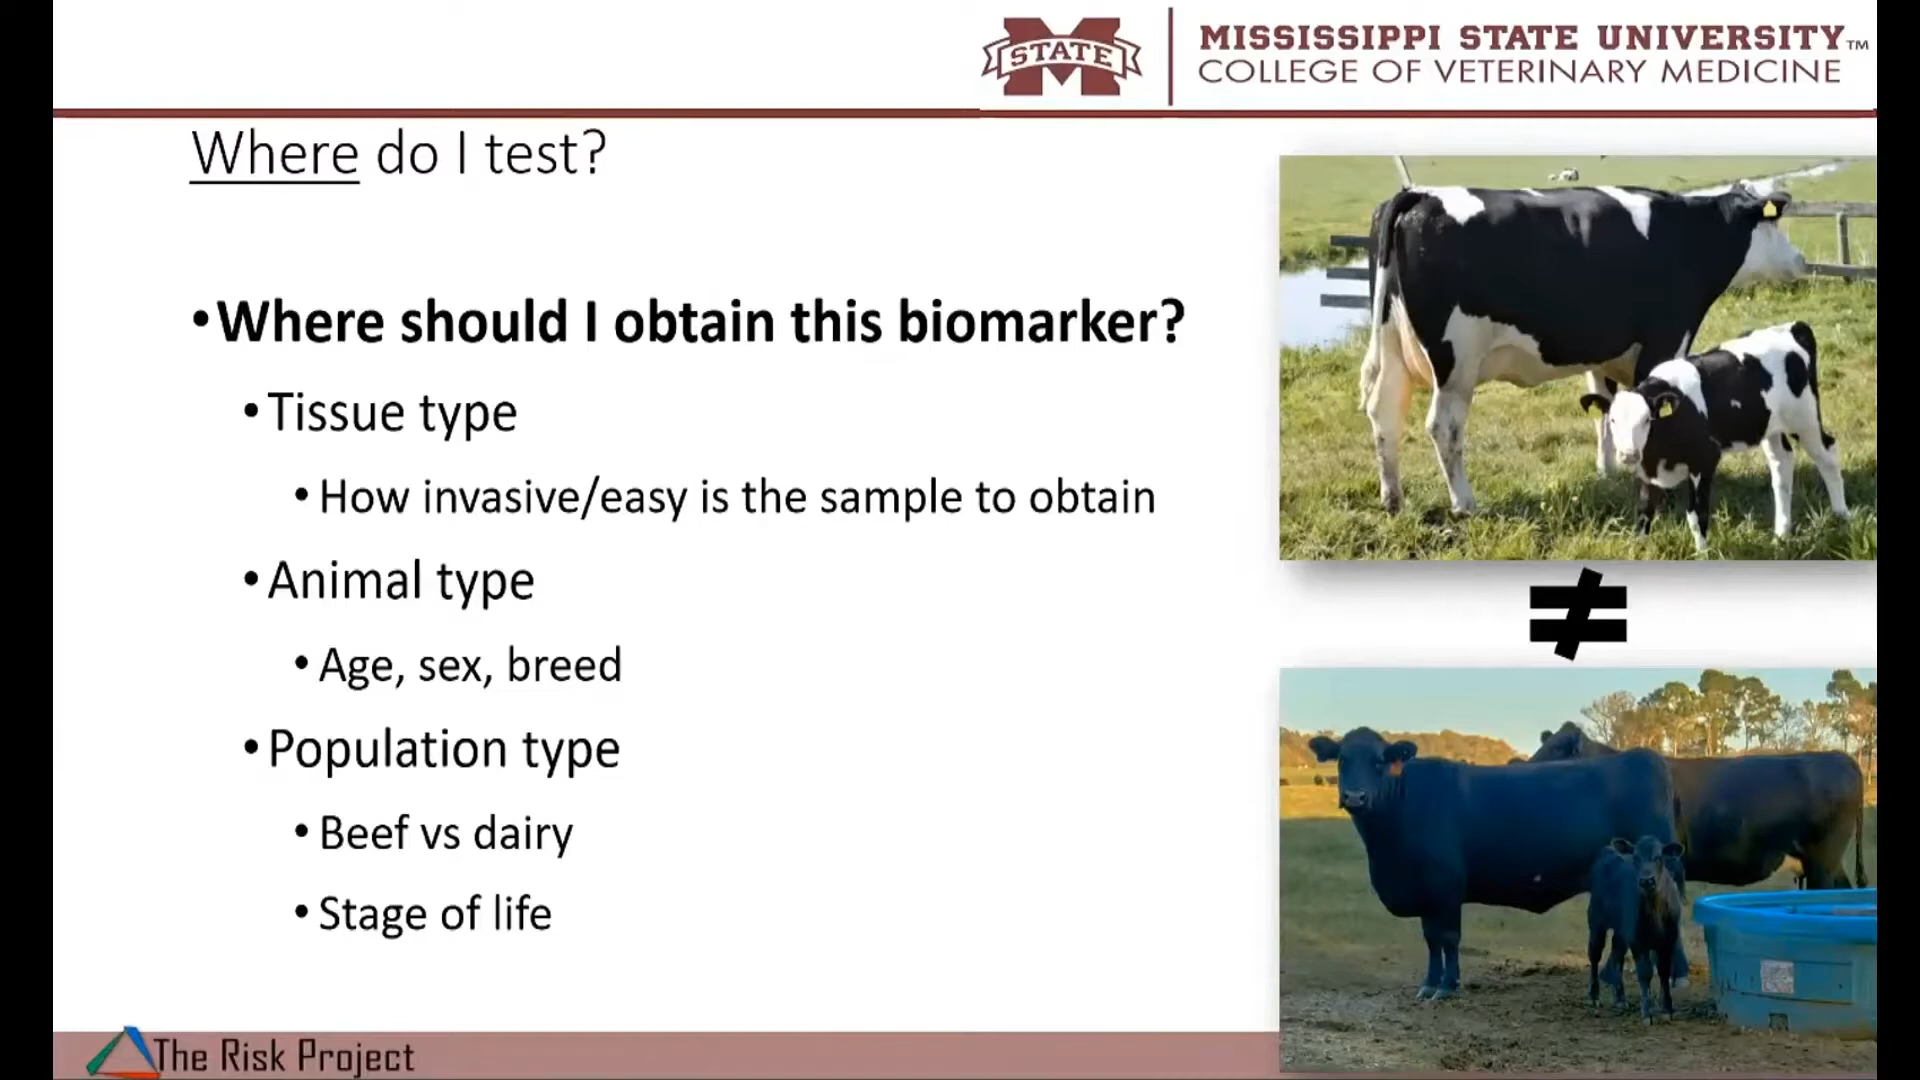 STATE
MISSISSIPPI STATE UNIVERSITY™
COLLEGE OF VETERINARY MEDICINE
Where do I test?
•Where should I obtain this biomarker?
•Tissue type
•How invasive/easy is the sample to obtain
•Animal type
•Age, sex, breed
•Population type
•Beef vs dairy
•Stage of life
≠
The Risk Project